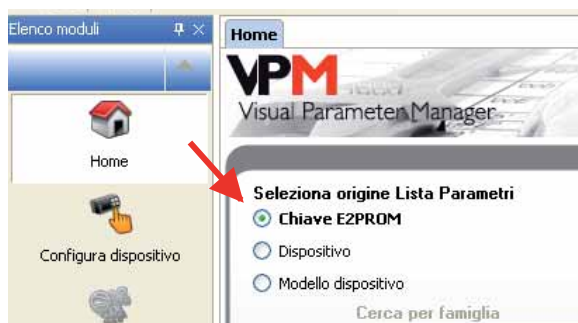 Elenco moduli
Home
Configura dispositivo
Home
VPM
Visual Parameter Manager
Seleziona origine Lista Parametri
Chiave E2PROM
Dispositivo
Modello dispositivo
Cerca per famiglia